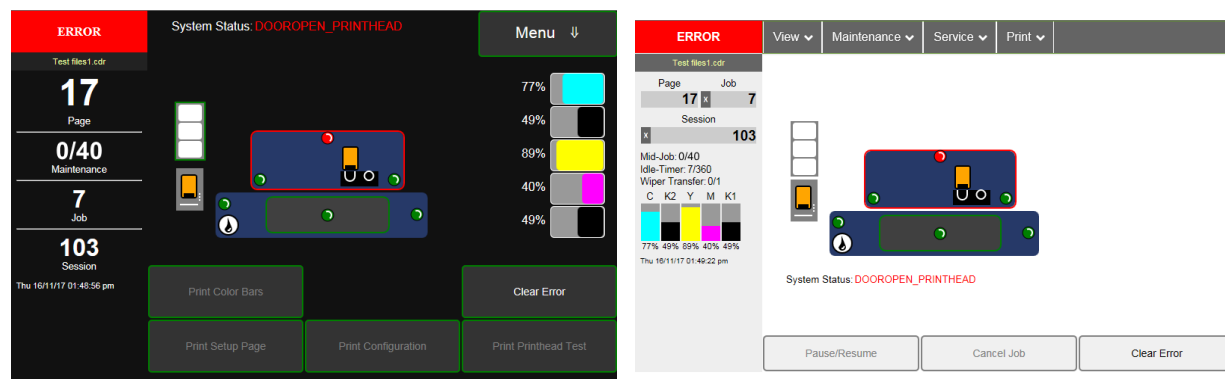 ERROR
Test files1.cdr
17
Page
0/40
Maintenance
7
Job
103
Session
Thu 16/11/17 01:48:56 pm
System Status: DOOROPEN_PRINTHEAD
Menu ⇓
77%
49%
89%
40%
49%
Print Color Bars
Clear Error
Print Setup Page
Print Configuration
Print Printhead Test
ERROR
View
Maintenance
Service
Print
Test files1.cdr
Page Job
17 x 7
Session
x 103
Mid-Job: 0/40
Idle-Timer: 7/360
Wiper Transfer: 0/1
C K2 Y M K1
77% 49% 89% 40% 49%
Thu 16/11/17 01:49:22 pm
System Status: DOOROPEN_PRINTHEAD
Pause/Resume
Cancel Job
Clear Error